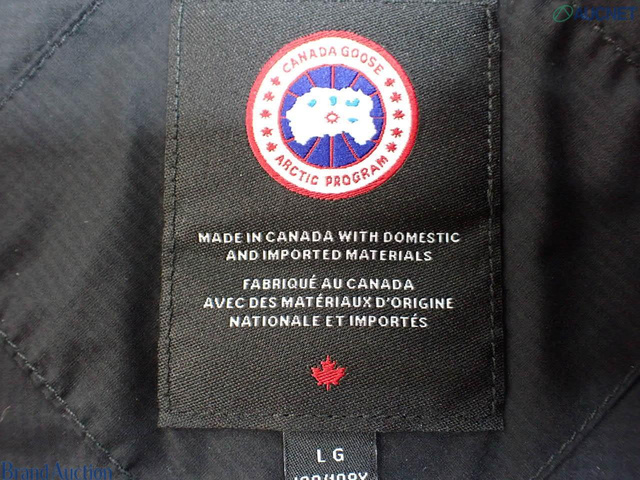 AUCNET
CANADA GOOSE
ARCTIC PROGRAM
MADE IN CANADA WITH DOMESTIC
AND IMPORTED MATERIALS
FABRIQUÉ AU CANADA
AVEC DES MATÉRIAUX D'ORIGINE
NATIONALE ET IMPORTÉS
LG
Brand Auction